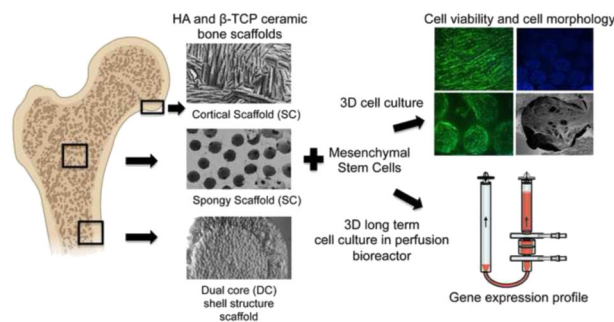 HA and β-TCP ceramic
bone scaffolds
Cortical Scaffold (SC)
Spongy Scaffold (SC)
Dual core (DC)
shell structure
scaffold
Mesenchymal
Stem Cells
3D cell culture
3D long term
cell culture in perfusion
bioreactor
Cell viability and cell morphology
Gene expression profile